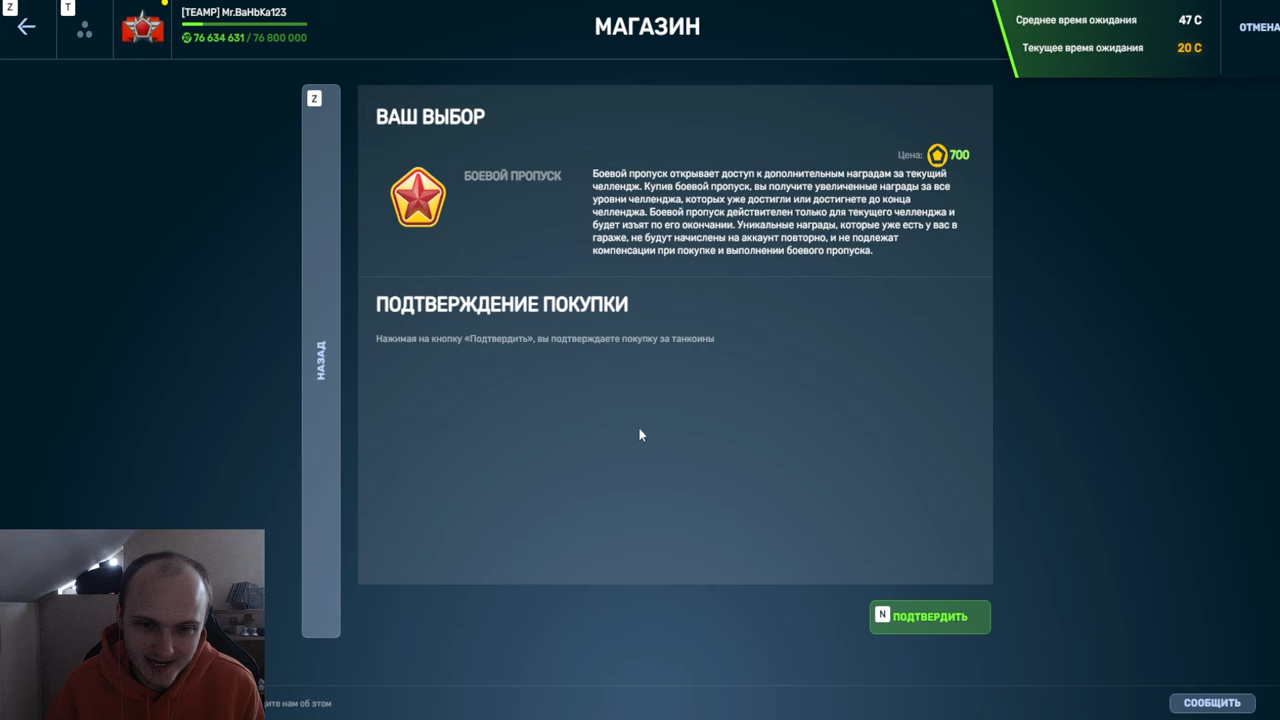 Z
T
[TEAMP] Mr.BaHbKa123
76 634 631 / 76 800 000
МАГАЗИН
Среднее время ожидания 47 С
Текущее время ожидания 20 С
ОТМЕНА
Z
НАЗАД
ВАШ ВЫБОР
Цена: 700
БОЕВОЙ ПРОПУСК
Боевой пропуск открывает доступ к дополнительным наградам за текущий
челлендж. Купив боевой пропуск, вы получите увеличенные награды за все
уровни челленджа, которых уже достигли или достигнете до конца
челленджа. Боевой пропуск действителен только для текущего челленджа и
будет изъят по его окончании. Уникальные награды, которые уже есть у вас в
гараже, не будут начислены на аккаунт повторно, и не подлежат
компенсации при покупке и выполнении боевого пропуска.
ПОДТВЕРЖДЕНИЕ ПОКУПКИ
Нажимая на кнопку «Подтвердить», вы подтверждаете покупку за танкоины
N ПОДТВЕРДИТЬ
нам об этом
СООБЩИТЬ